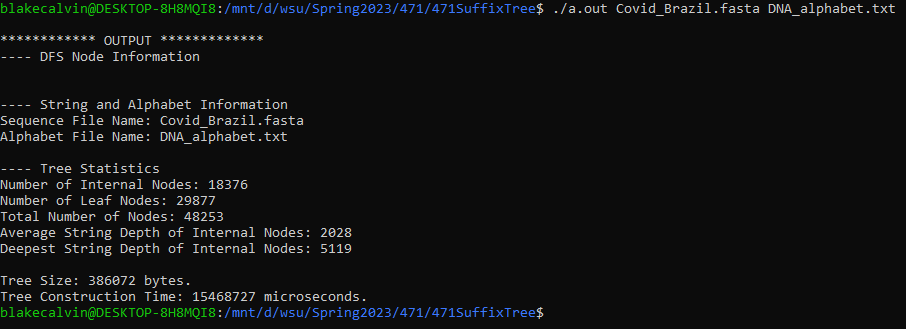 blakecalvin@DESKTOP-8H8MQI8:/mnt/d/wsu/Spring2023/471/471SuffixTree$ ./a.out Covid_Brazil.fasta DNA_alphabet.txt
************ OUTPUT *************
---- DFS Node Information
---- String and Alphabet Information
Sequence File Name: Covid_Brazil.fasta
Alphabet File Name: DNA_alphabet.txt
---- Tree Statistics
Number of Internal Nodes: 18376
Number of Leaf Nodes: 29877
Total Number of Nodes: 48253
Average String Depth of Internal Nodes: 2028
Deepest String Depth of Internal Nodes: 5119
Tree Size: 386072 bytes.
Tree Construction Time: 15468727 microseconds.
blakecalvin@DESKTOP-8H8MQI8:/mnt/d/wsu/Spring2023/471/471SuffixTree$